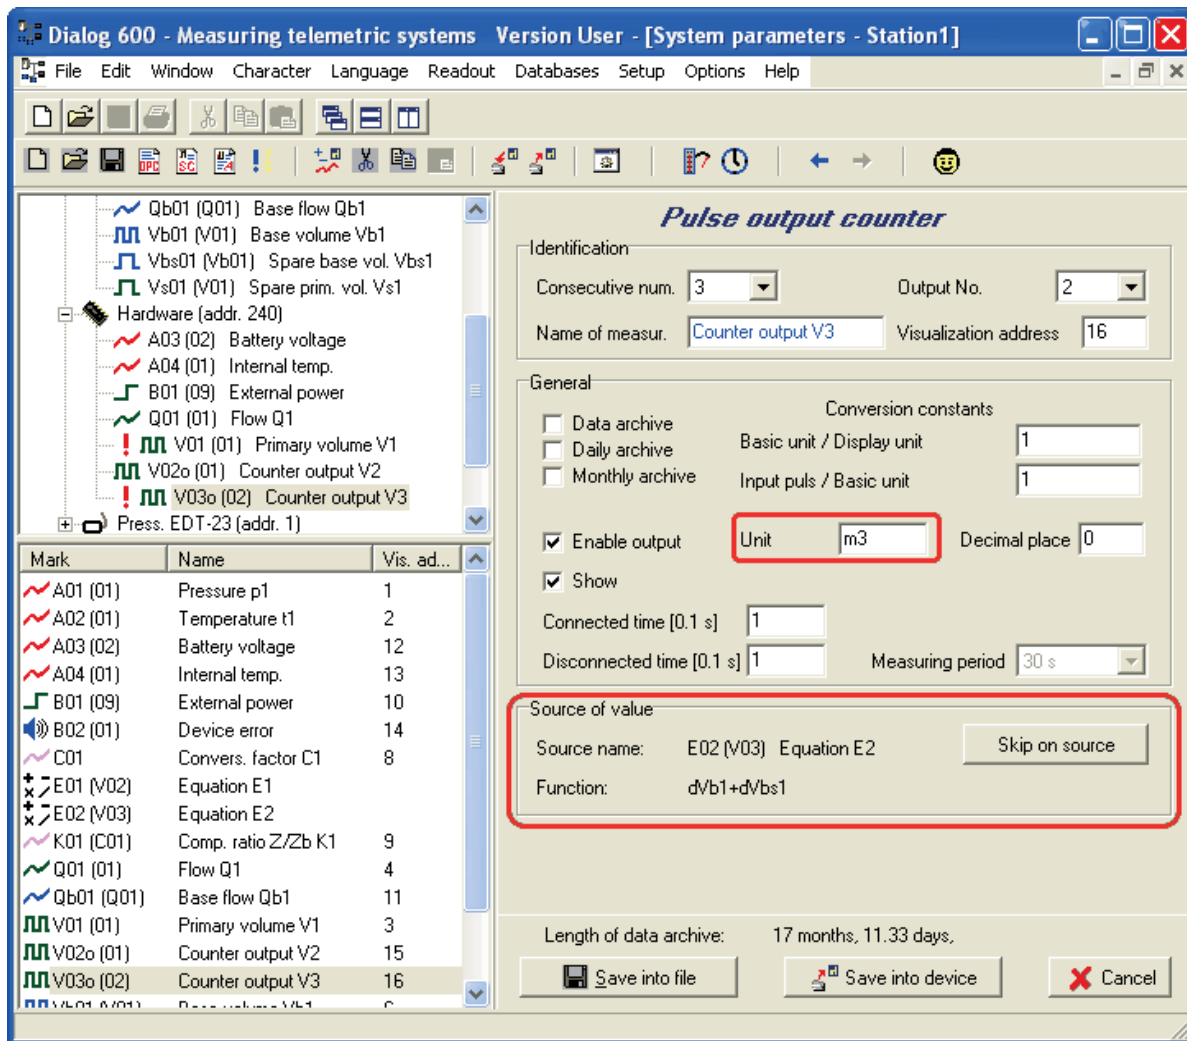 Dialog 600 - Measuring telemetric systems Version User - [System parameters - Station1]
File Edit Window Character Language Readout Databases Setup Options Help
Qb01 (Q01) Base flow Qb1
Vb01 (V01) Base volume Vb1
Vbs01 (Vb01) Spare base vol. Vbs1
Vs01 (V01) Spare prim. vol. Vs1
Hardware (addr. 240)
A03 (02) Battery voltage
A04 (01) Internal temp.
B01 (09) External power
Q01 (01) Flow Q1
V01 (01) Primary volume V1
V02o (01) Counter output V2
V03o (02) Counter output V3
Press. EDT-23 (addr. 1)
Mark Name Vis. ad...
A01 (01) Pressure p1 1
A02 (01) Temperature t1 2
A03 (02) Battery voltage 12
A04 (01) Internal temp. 13
B01 (09) External power 10
B02 (01) Device error 14
C01 Convers. factor C1 8
E01 (V02) Equation E1
E02 (V03) Equation E2
K01 (C01) Comp. ratio Z/Zb K1 9
Q01 (01) Flow Q1 4
Qb01 (Q01) Base flow Qb1 11
V01 (01) Primary volume V1 3
V02o (01) Counter output V2 15
V03o (02) Counter output V3 16
Pulse output counter
Identification
Consecutive num. 3 Output No. 2
Name of measur. Counter output V3 Visualization address 16
General
Data archive
Daily archive
Monthly archive
Conversion constants
Basic unit / Display unit 1
Input puls / Basic unit 1
Enable output Unit m3 Decimal place 0
Show
Connected time [0.1 s] 1
Disconnected time [0.1 s] 1 Measuring period 30 s
Source of value
Source name: E02 (V03) Equation E2 Skip on source
Function: dVb1+dVbs1
Length of data archive: 17 months, 11.33 days,
Save into file Save into device Cancel